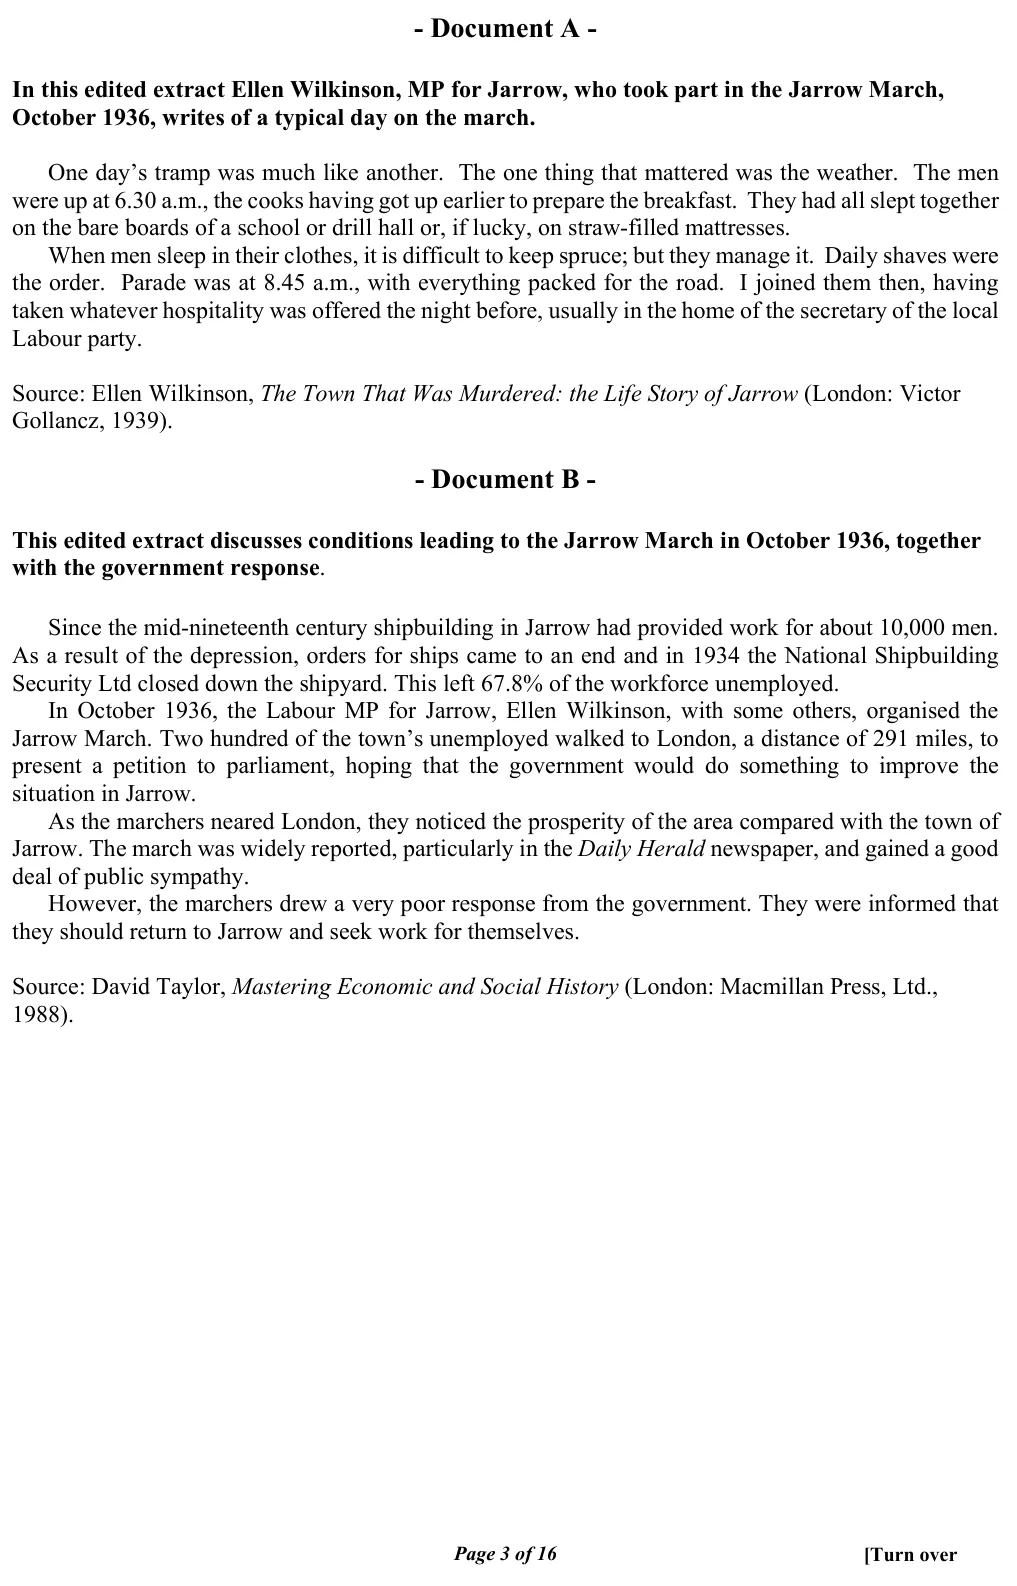 - Document A -
In this edited extract Ellen Wilkinson, MP for Jarrow, who took part in the Jarrow March,
October 1936, writes of a typical day on the march.
One day’s tramp was much like another.  The one thing that mattered was the weather.  The men
were up at 6.30 a.m., the cooks having got up earlier to prepare the breakfast.  They had all slept together
on the bare boards of a school or drill hall or, if lucky, on straw-filled mattresses.
When men sleep in their clothes, it is difficult to keep spruce; but they manage it.  Daily shaves were
the order.  Parade was at 8.45 a.m., with everything packed for the road.  I joined them then, having
taken whatever hospitality was offered the night before, usually in the home of the secretary of the local
Labour party.
Source: Ellen Wilkinson, The Town That Was Murdered: the Life Story of Jarrow (London: Victor
Gollancz, 1939).
- Document B -
This edited extract discusses conditions leading to the Jarrow March in October 1936, together
with the government response.
Since the mid-nineteenth century shipbuilding in Jarrow had provided work for about 10,000 men.
As a result of the depression, orders for ships came to an end and in 1934 the National Shipbuilding
Security Ltd closed down the shipyard. This left 67.8% of the workforce unemployed.
In October 1936, the Labour MP for Jarrow, Ellen Wilkinson, with some others, organised the
Jarrow March. Two hundred of the town’s unemployed walked to London, a distance of 291 miles, to
present a petition to parliament, hoping that the government would do something to improve the
situation in Jarrow.
As the marchers neared London, they noticed the prosperity of the area compared with the town of
Jarrow. The march was widely reported, particularly in the Daily Herald newspaper, and gained a good
deal of public sympathy.
However, the marchers drew a very poor response from the government. They were informed that
they should return to Jarrow and seek work for themselves.
Source: David Taylor, Mastering Economic and Social History (London: Macmillan Press, Ltd.,
1988).
Page 3 of 16
[Turn over